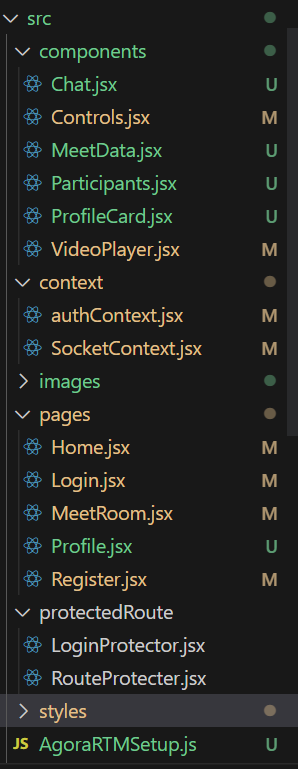 src
components
Chat.jsx U
Controls.jsx M
MeetData.jsx U
Participants.jsx U
ProfileCard.jsx U
VideoPlayer.jsx M
context
authContext.jsx M
SocketContext.jsx M
images
pages
Home.jsx M
Login.jsx M
MeetRoom.jsx M
Profile.jsx U
Register.jsx M
protectedRoute
LoginProtector.jsx
RouteProtecter.jsx
styles
JS AgoraRTMSetup.js U